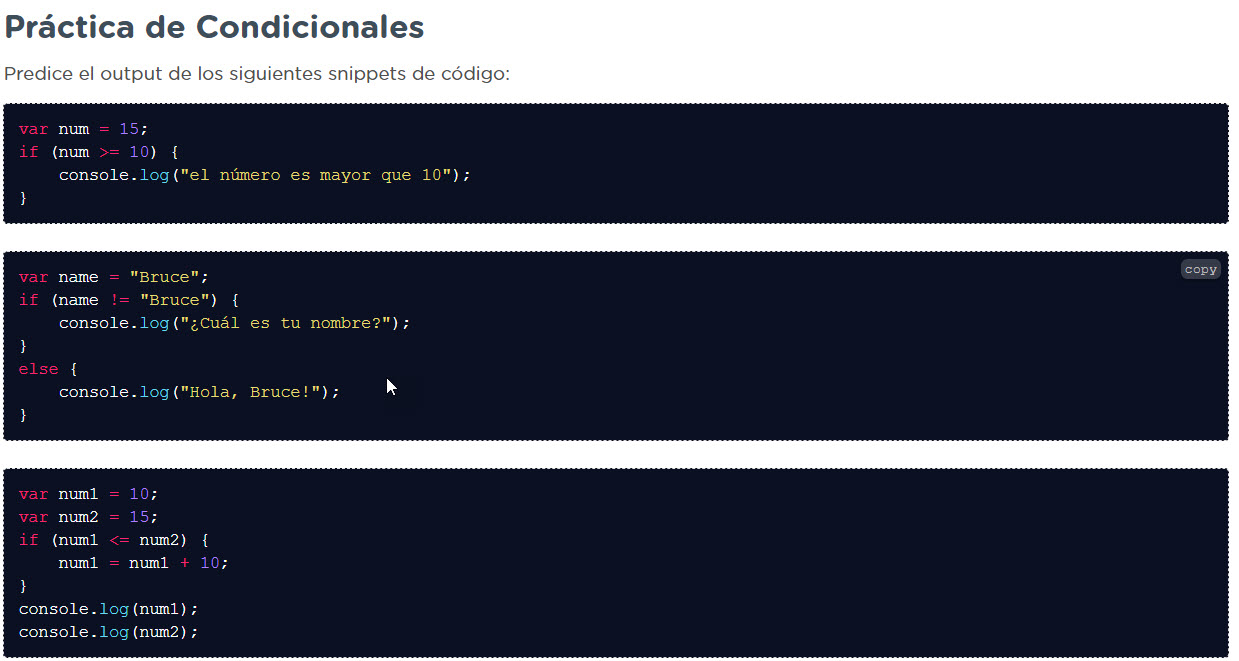 Práctica de Condicionales
Predice el output de los siguientes snippets de código:
var num = 15;
if (num >= 10) {
    console.log("el número es mayor que 10");
}
copy
var name = "Bruce";
if (name != "Bruce") {
    console.log("¿Cuál es tu nombre?");
}
else {
    console.log("Hola, Bruce!");
}
var num1 = 10;
var num2 = 15;
if (num1 <= num2) {
    num1 = num1 + 10;
}
console.log(num1);
console.log(num2);